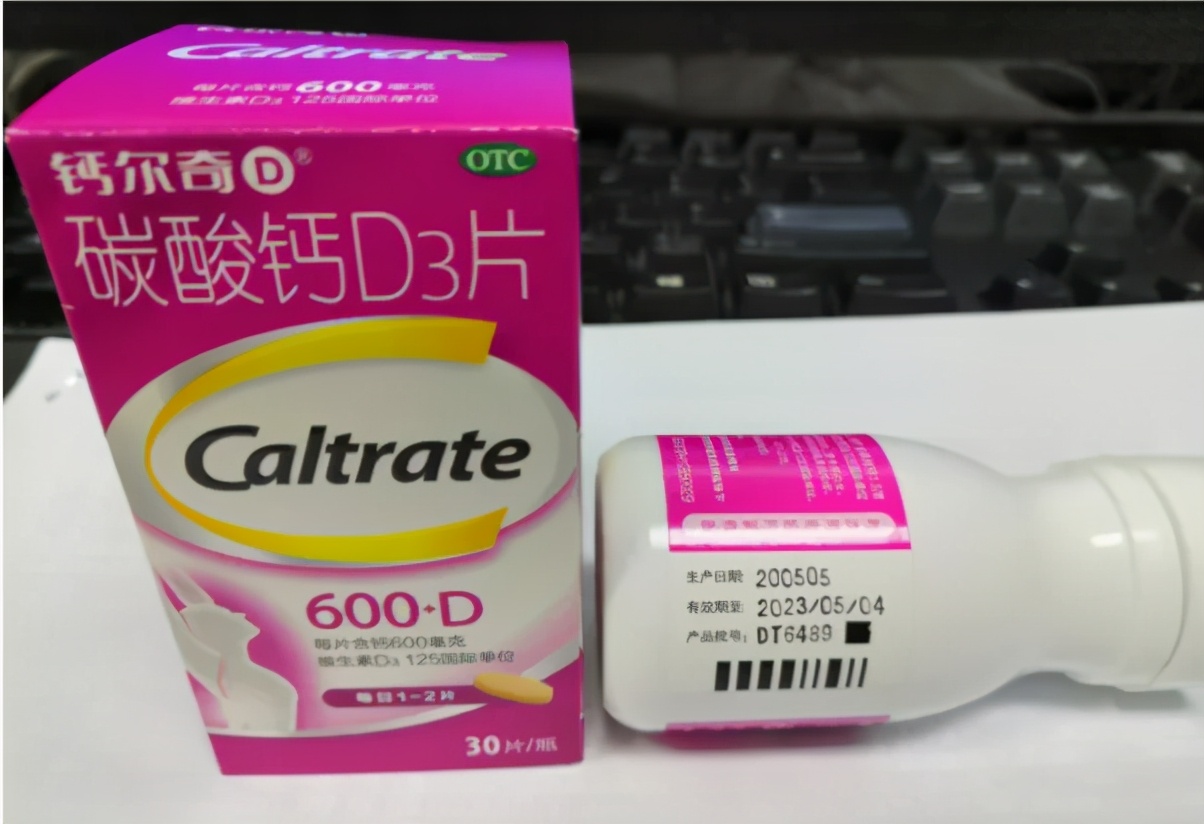 Caltrate
每片含钙600毫克
维生素D3 125国际单位
钙尔奇D®
OTC
碳酸钙D3片
Caltrate
600+D
每片含钙600毫克
维生素D3 125国际单位
每日1-2片
30片/瓶
生产日期 200505
有效期至 2023/05/04
产品批号: DT6489